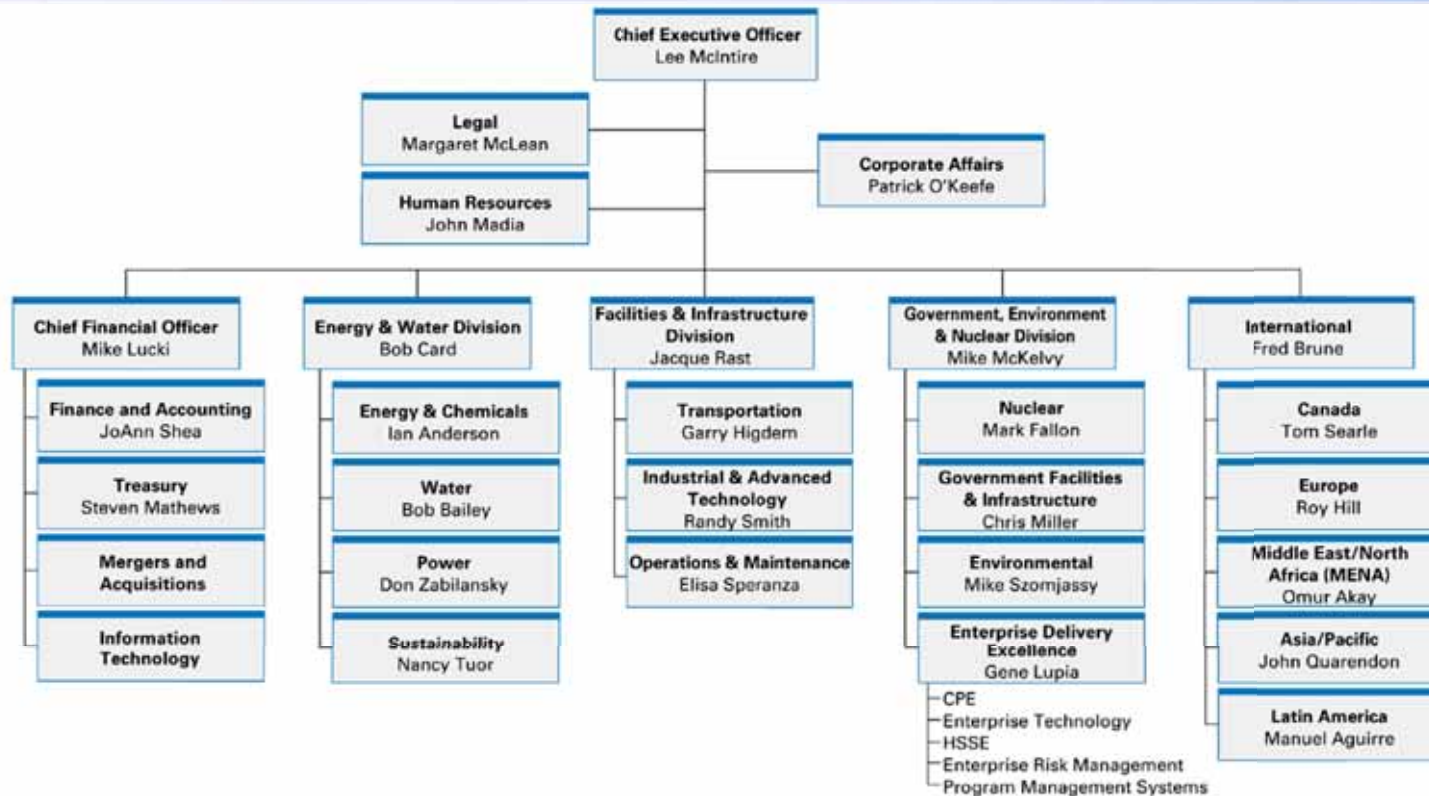 Chief Executive Officer
Lee McIntire
Legal
Margaret McLean
Corporate Affairs
Patrick O'Keefe
Human Resources
John Madia
Chief Financial Officer
Mike Lucki
Finance and Accounting
JoAnn Shea
Treasury
Steven Mathews
Mergers and
Acquisitions
Information
Technology
Energy & Water Division
Bob Card
Energy & Chemicals
Ian Anderson
Water
Bob Bailey
Power
Don Zabilansky
Sustainability
Nancy Tuor
Facilities & Infrastructure
Division
Jacque Rast
Transportation
Garry Higdem
Industrial & Advanced
Technology
Randy Smith
Operations & Maintenance
Elisa Speranza
Government, Environment
& Nuclear Division
Mike McKelvy
Nuclear
Mark Fallon
Government Facilities
& Infrastructure
Chris Miller
Environmental
Mike Szomjassy
Enterprise Delivery
Excellence
Gene Lupia
CPE
Enterprise Technology
HSSE
Enterprise Risk Management
Program Management Systems
International
Fred Brune
Canada
Tom Searle
Europe
Roy Hill
Middle East/North
Africa (MENA)
Omur Akay
Asia/Pacific
John Quarendon
Latin America
Manuel Aguirre